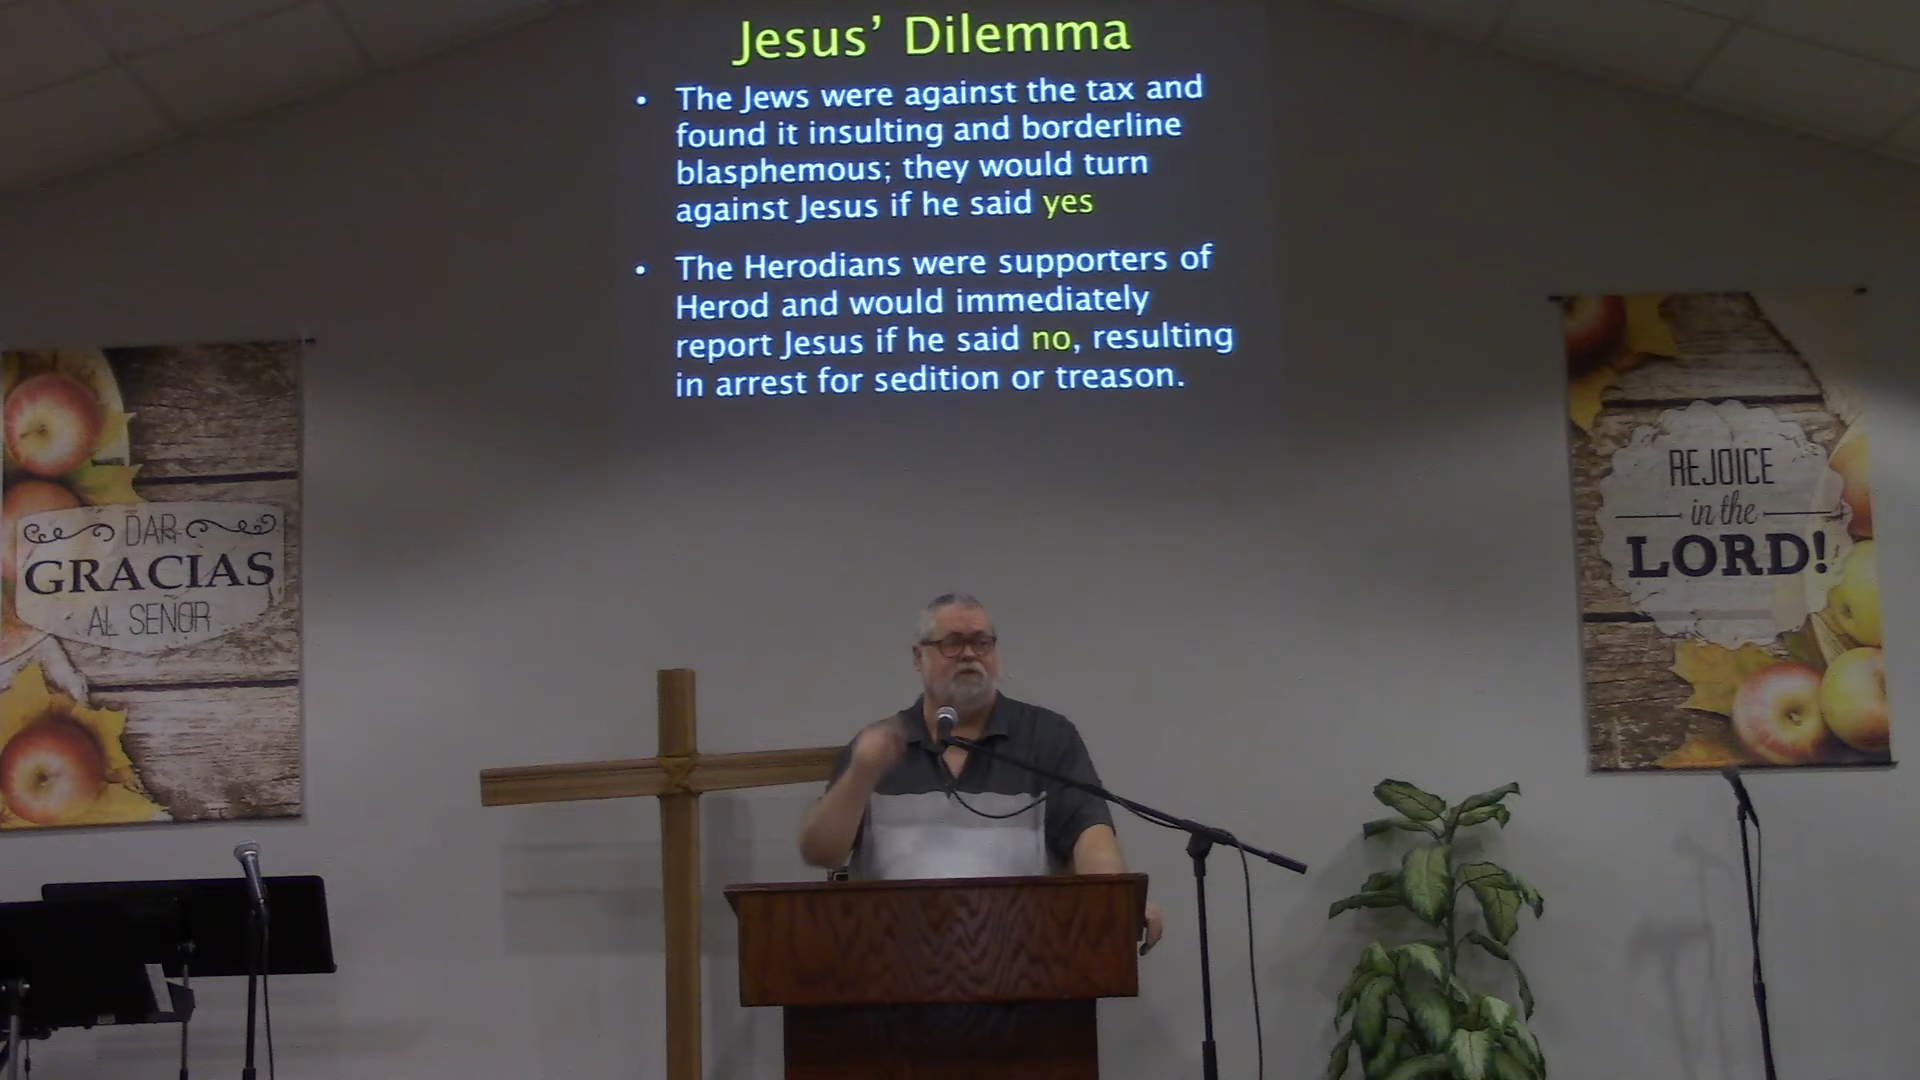 Jesus’ Dilemma
• The Jews were against the tax and
found it insulting and borderline
blasphemous; they would turn
against Jesus if he said yes
• The Herodians were supporters of
Herod and would immediately
report Jesus if he said no, resulting
in arrest for sedition or treason.
DAR
GRACIAS
AL SEÑOR
REJOICE
in the
LORD!